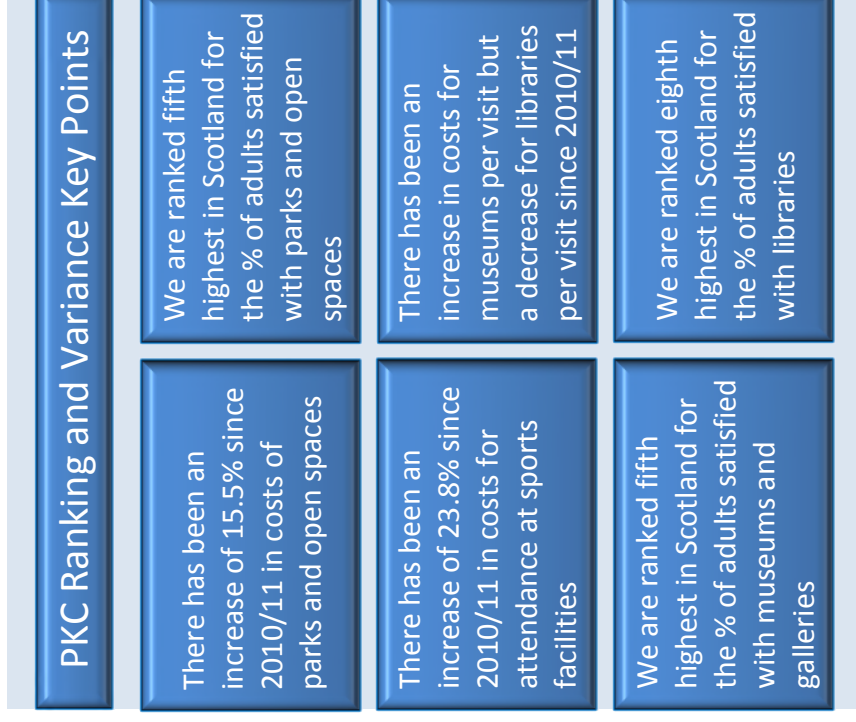 PKC Ranking and Variance Key Points
There has been an
increase of 15.5% since
2010/11 in costs of
parks and open spaces
We are ranked fifth
highest in Scotland for
the % of adults satisfied
with parks and open
spaces
There has been an
increase of 23.8% since
2010/11 in costs for
attendance at sports
facilities
There has been an
increase in costs for
museums per visit but
a decrease for libraries
per visit since 2010/11
We are ranked fifth
highest in Scotland for
the % of adults satisfied
with museums and
galleries
We are ranked eighth
highest in Scotland for
the % of adults satisfied
with libraries